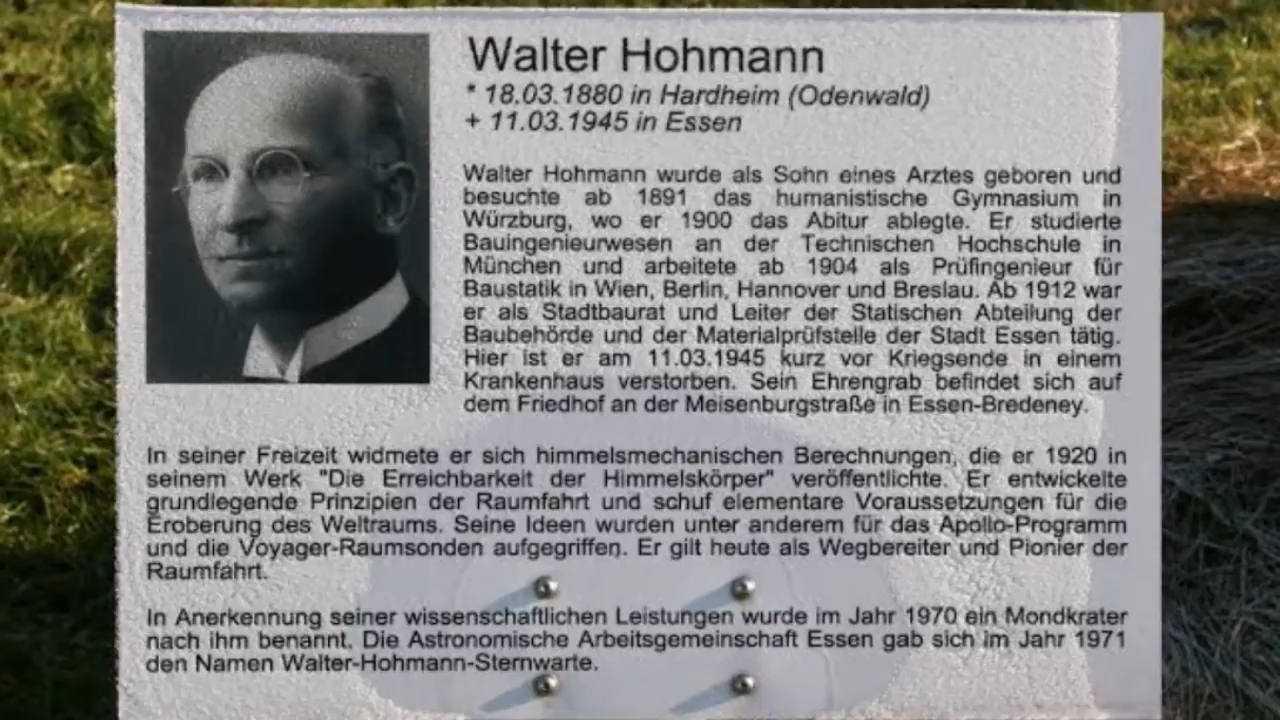 Walter Hohmann
* 18.03.1880 in Hardheim (Odenwald)
+ 11.03.1945 in Essen
Walter Hohmann wurde als Sohn eines Arztes geboren und
besuchte ab 1891 das humanistische Gymnasium in
Würzburg, wo er 1900 das Abitur ablegte. Er studierte
Bauingenieurwesen an der Technischen Hochschule in
München und arbeitete ab 1904 als Prüfingenieur für
Baustatik in Wien, Berlin, Hannover und Breslau. Ab 1912 war
er als Stadtbaurat und Leiter der Statischen Abteilung der
Baubehörde und der Materialprüfstelle der Stadt Essen tätig.
Hier ist er am 11.03.1945 kurz vor Kriegsende in einem
Krankenhaus verstorben. Sein Ehrengrab befindet sich auf
dem Friedhof an der Meisenburgstraße in Essen-Bredeney.
In seiner Freizeit widmete er sich himmelsmechanischen Berechnungen, die er 1920 in
seinem Werk "Die Erreichbarkeit der Himmelskörper" veröffentlichte. Er entwickelte
grundlegende Prinzipien der Raumfahrt und schuf elementare Voraussetzungen für die
Eroberung des Weltraums. Seine Ideen wurden unter anderem für das Apollo-Programm
und die Voyager-Raumsonden aufgegriffen. Er gilt heute als Wegbereiter und Pionier der
Raumfahrt.
In Anerkennung seiner wissenschaftlichen Leistungen wurde im Jahr 1970 ein Mondkrater
nach ihm benannt. Die Astronomische Arbeitsgemeinschaft Essen gab sich im Jahr 1971
den Namen Walter-Hohmann-Sternwarte.